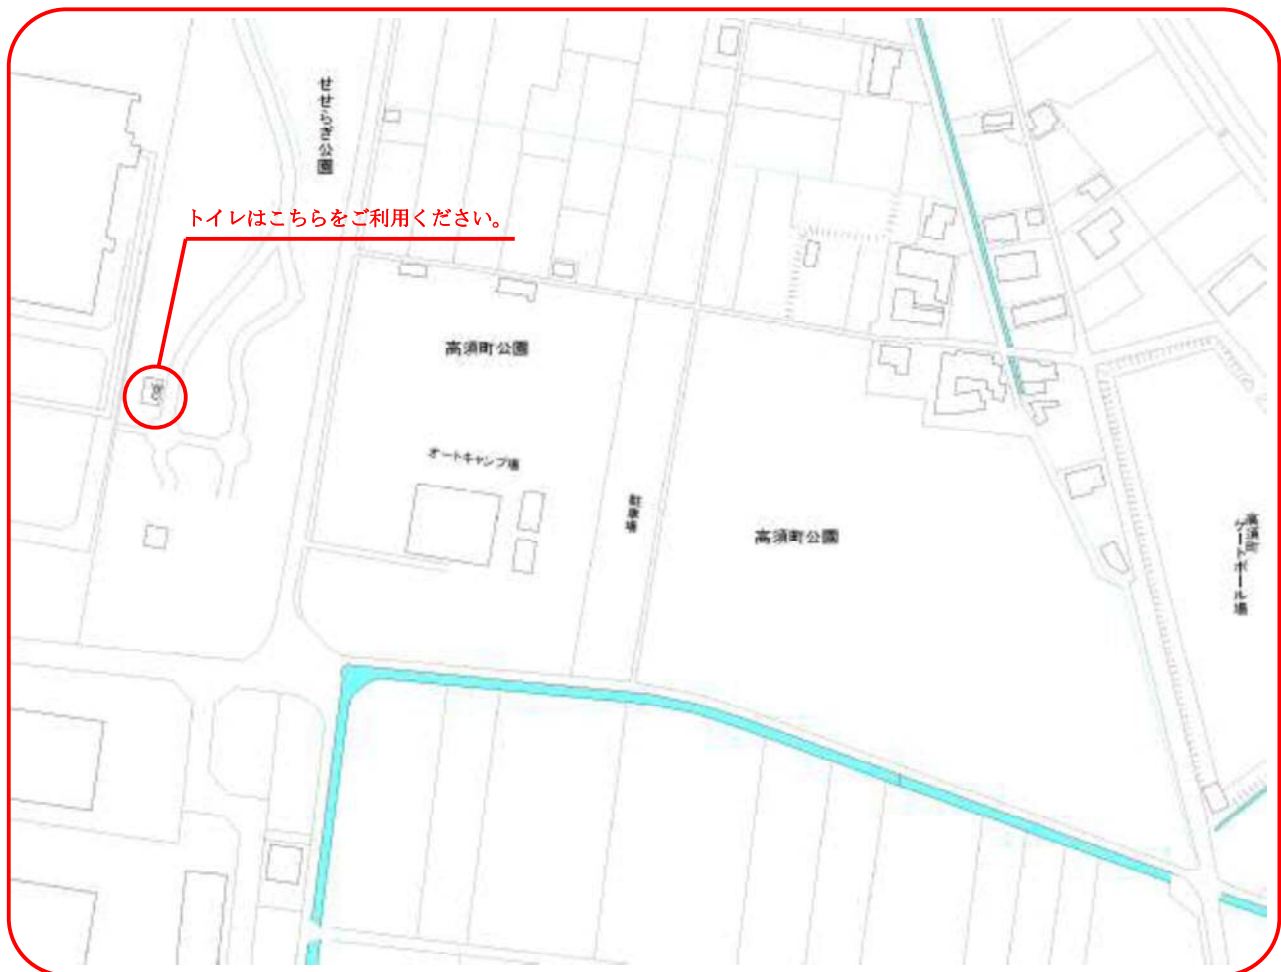 せせらぎ公園
トイレはこちらをご利用ください。
高須町公園
オートキャンプ場
駐車場
高須町公園
高須町
ゲートボール場